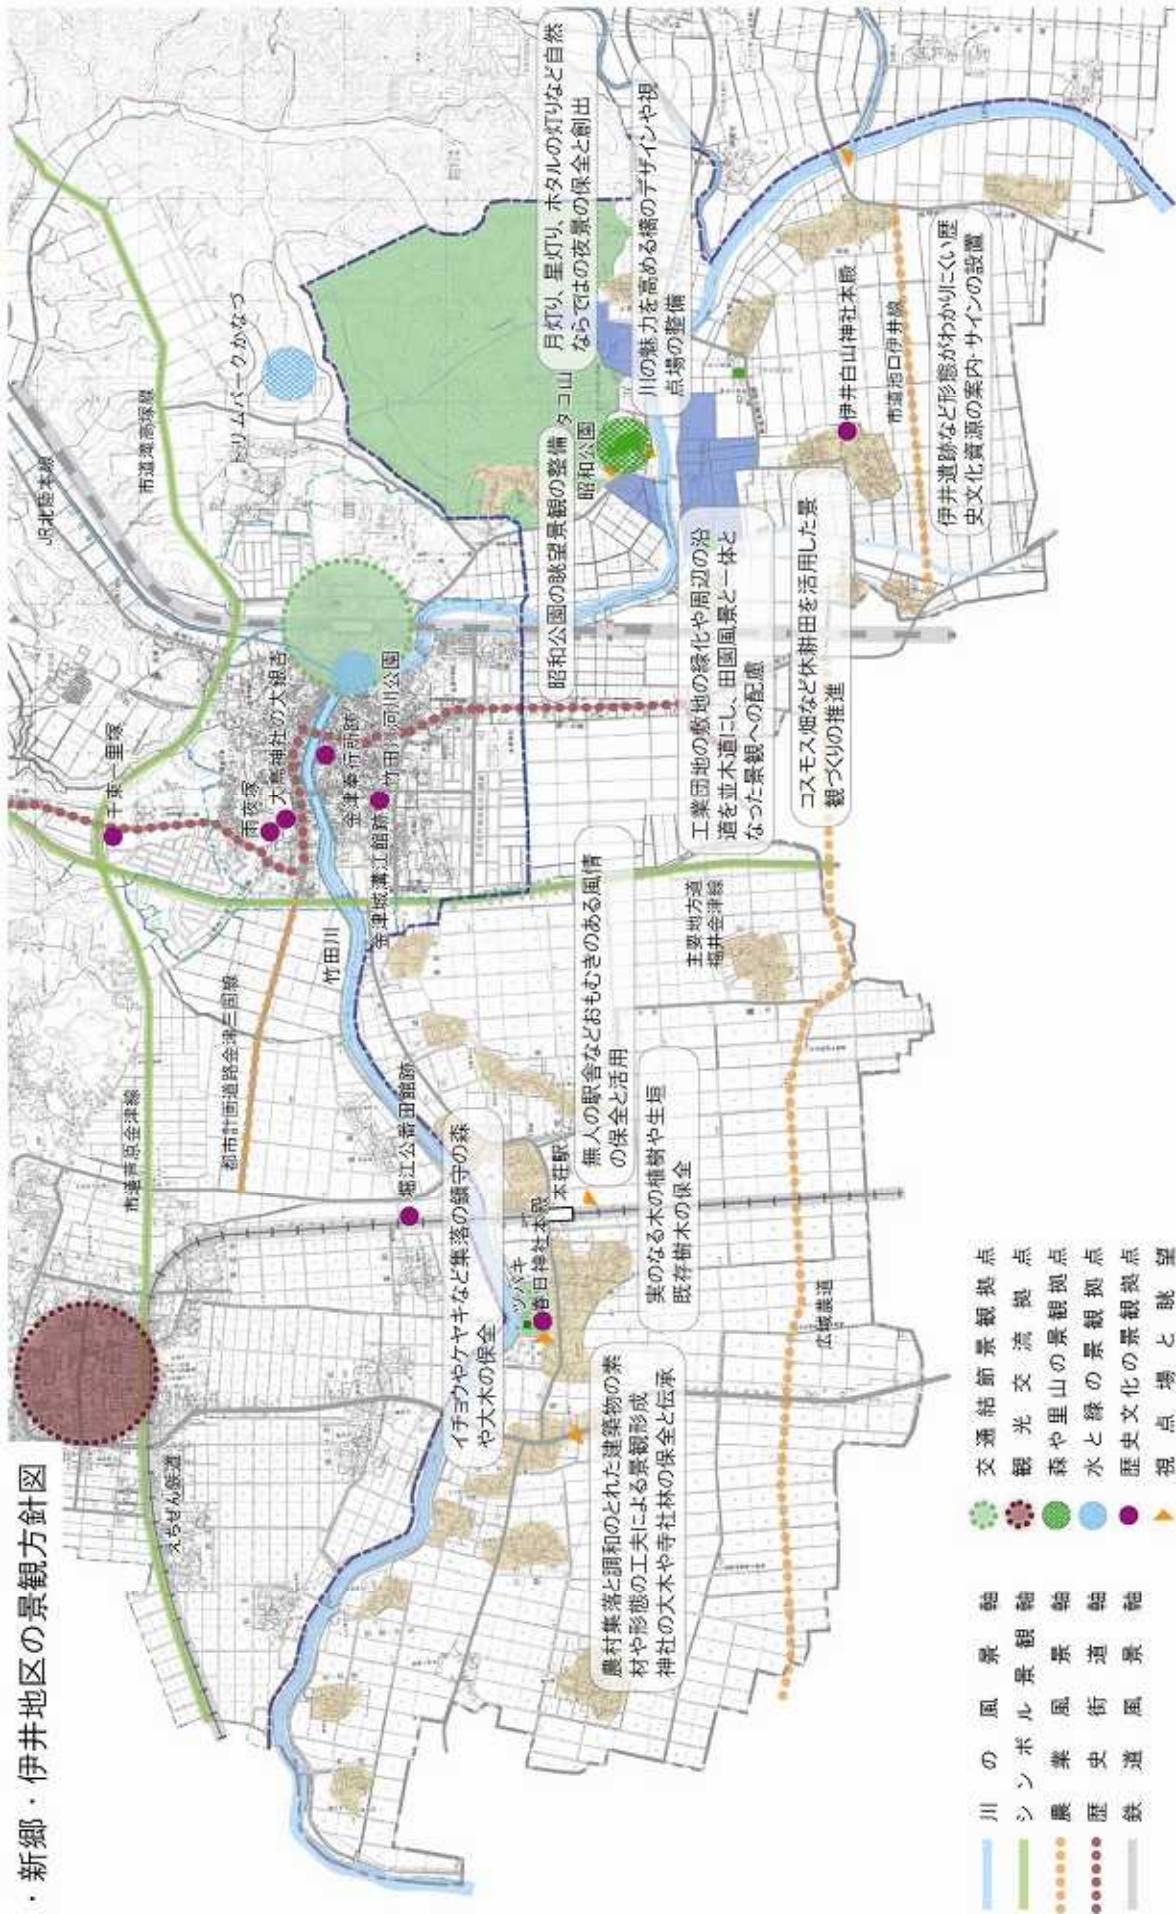 ・新郷・伊井地区の景観方針図
えちぜん鉄道
市道芦原金津線
都市計画道路金津三国線
堀江公番田館跡
竹田川
千束一里塚
雨夜塚
大鳥神社の大銀杏
金津奉行所跡
金津城溝江館跡
竹田川河川公園
JR北陸本線
市道滝高塚線
トリムパークかなづ
イチョウやケヤキなど集落の鎮守の森
や大木の保全
ツバキ
春日神社本殿
本荘駅
無人の駅舎などおもむきのある風情
の保全と活用
実のなる木の植樹や生垣
既存樹木の保全
農村集落と調和のとれた建築物の素
材や形態の工夫による景観形成
神社の大木や寺社林の保全と伝承
広域農道
主要地方道
福井金津線
昭和公園の眺望景観の整備
タコ山
昭和公園
月灯り、星灯り、ホタルの灯りなど自然
ならではの夜景の保全と創出
川の魅力を高める橋のデザインや視
点場の整備
工業団地の敷地の緑化や周辺の沿
道を並木道にし、田園風景と一体と
なった景観への配慮
コスモス畑など休耕田を活用した景
観づくりの推進
伊井白山神社本殿
市道池口伊井線
伊井遺跡など形態がわかりにくい歴
史文化資源の案内・サインの設置
川の風景軸
シンボル景観軸
農業風景軸
歴史街道軸
鉄道風景軸
交通結節景観拠点
観光交流拠点
森や里山の景観拠点
水と緑の景観拠点
歴史文化の景観拠点
視点場と眺望